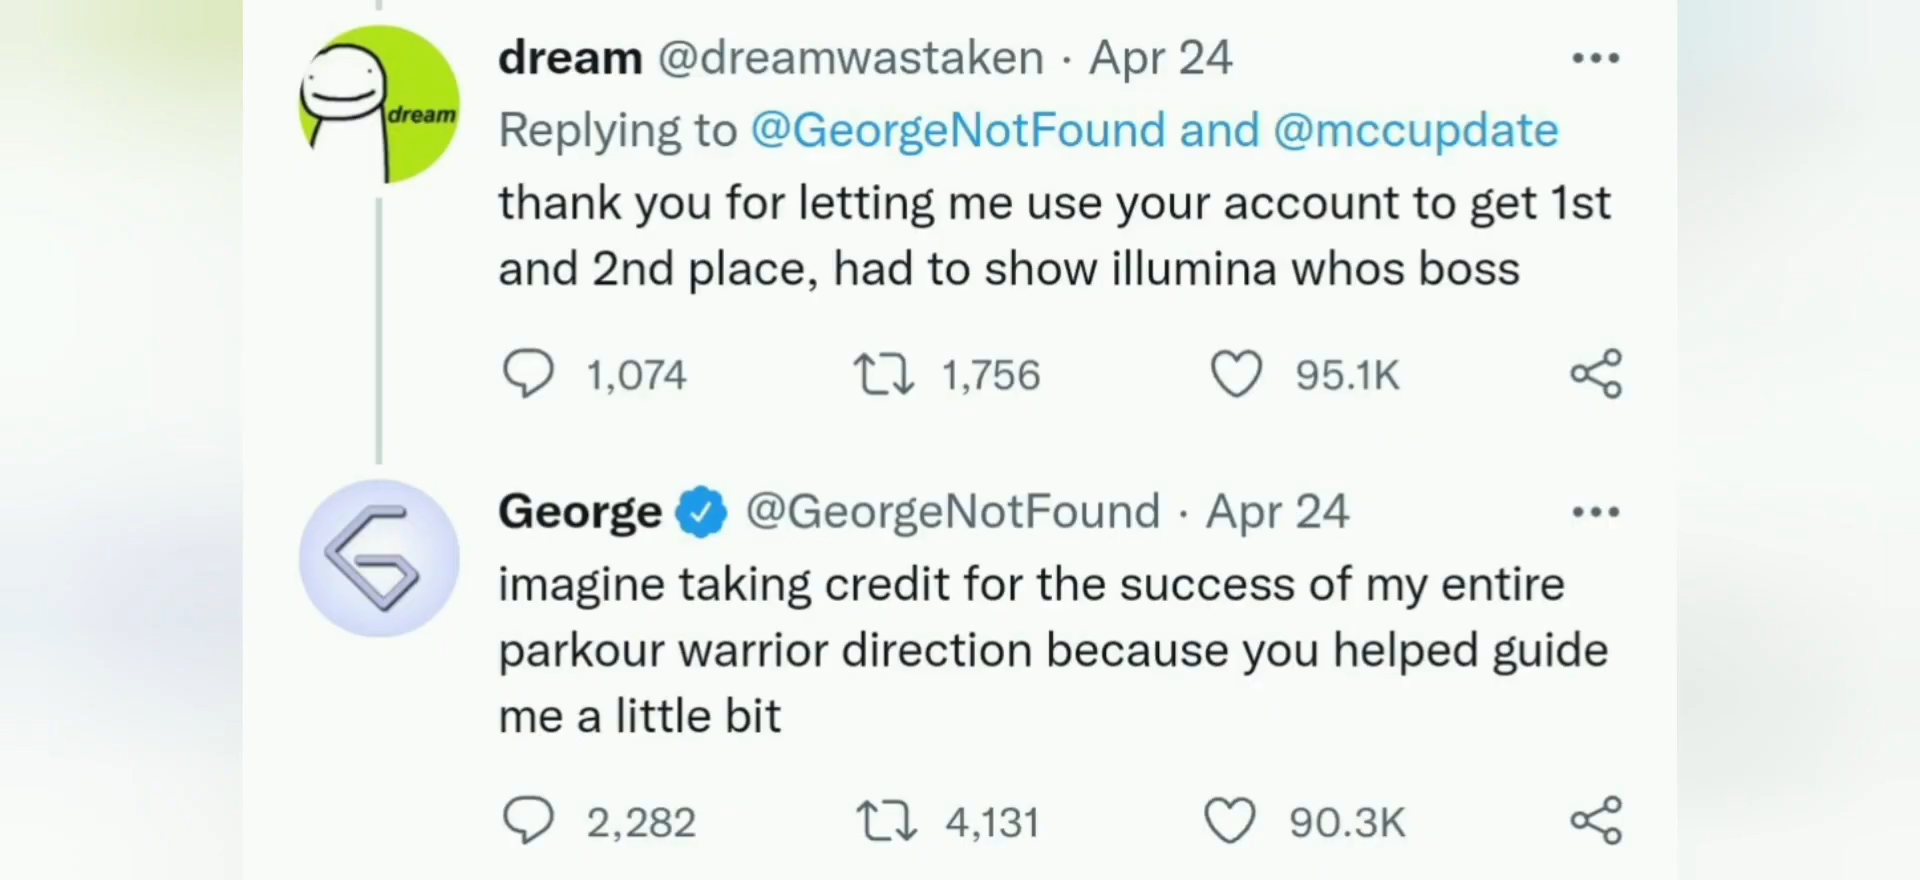 dream @dreamwastaken · Apr 24
dream
Replying to @GeorgeNotFound and @mccupdate
thank you for letting me use your account to get 1st
and 2nd place, had to show illumina whos boss
1,074 1,756 95.1K
George @GeorgeNotFound · Apr 24
imagine taking credit for the success of my entire
parkour warrior direction because you helped guide
me a little bit
2,282 4,131 90.3K